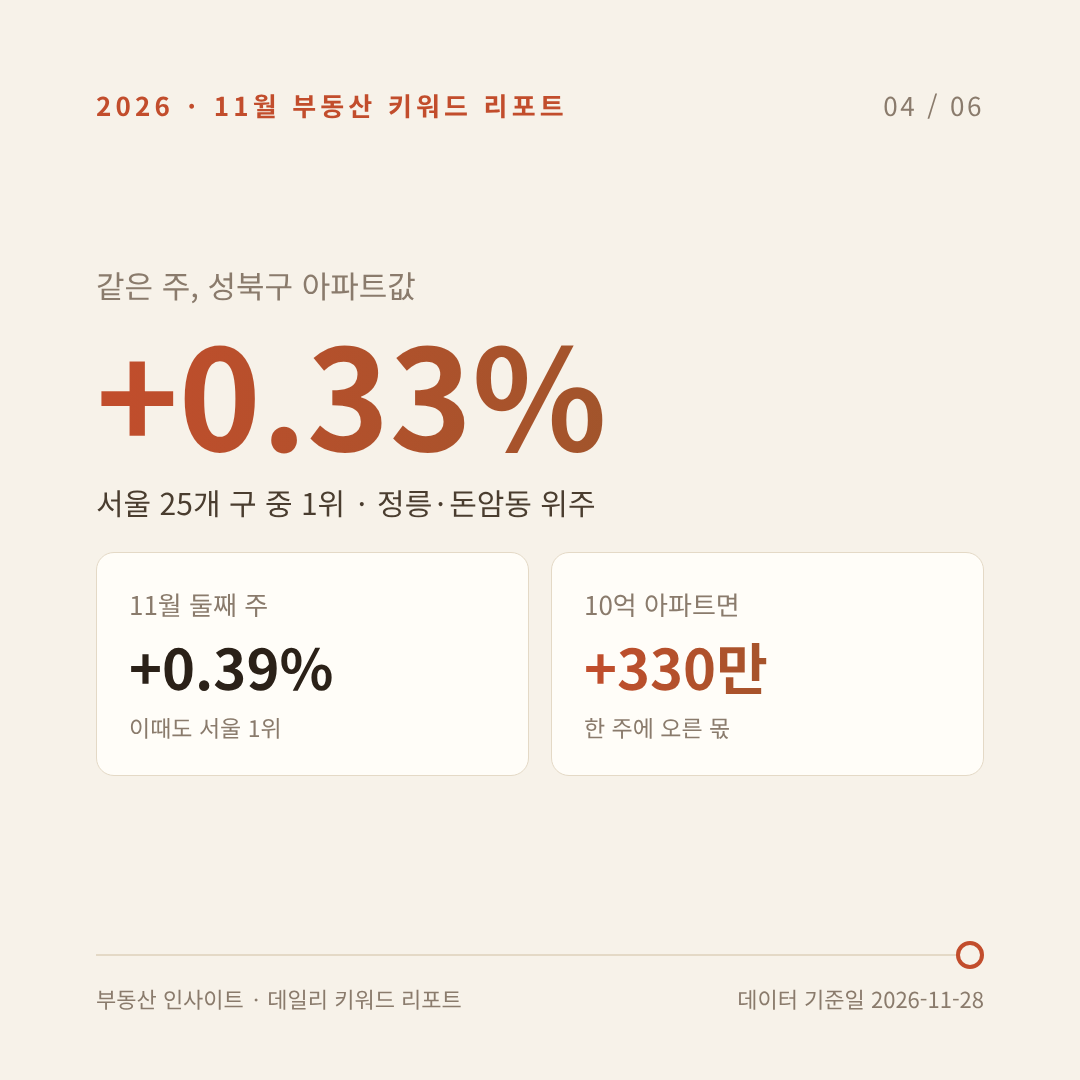 2026 · 11월 부동산 키워드 리포트
04 / 06
같은 주, 성북구 아파트값
+0.33%
서울 25개 구 중 1위 · 정릉·돈암동 위주
11월 둘째 주
+0.39%
이때도 서울 1위
10억 아파트면
+330만
한 주에 오른 몫
부동산 인사이트 · 데일리 키워드 리포트
데이터 기준일 2026-11-28